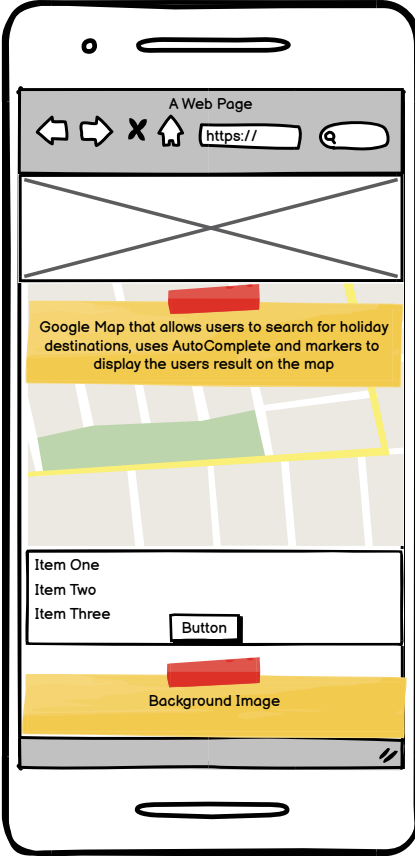 A Web Page
https://
Google Map that allows users to search for holiday
destinations, uses AutoComplete and markers to
display the users result on the map
Item One
Item Two
Item Three
Button
Background Image